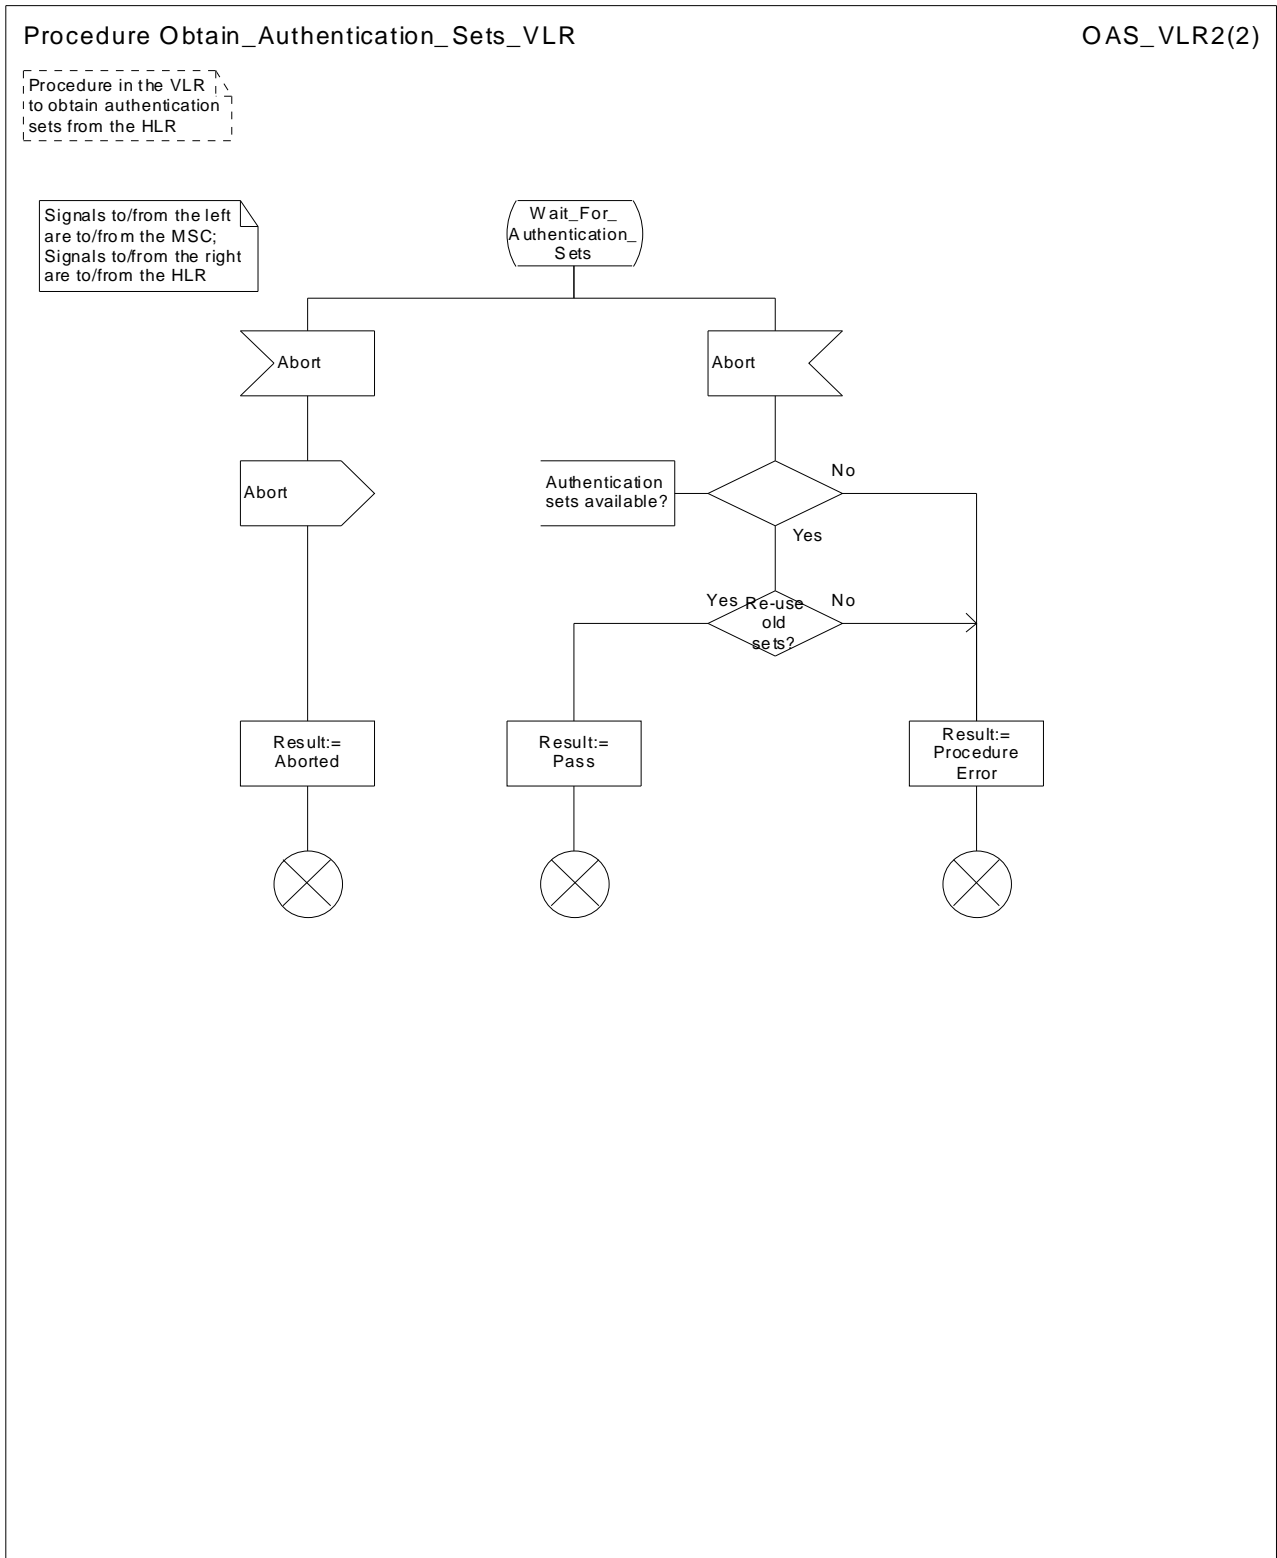 Procedure Obtain_Authentication_Sets_VLR
OAS_VLR2(2)
Procedure in the VLR
to obtain authentication
sets from the HLR
Signals to/from the left
are to/from the MSC;
Signals to/from the right
are to/from the HLR
Wait_For_
Authentication_
Sets
Abort
Abort
Abort
Authentication
sets available?
No
Yes
Yes
Re-use
old
sets?
No
Result:=
Aborted
Result:=
Pass
Result:=
Procedure
Error